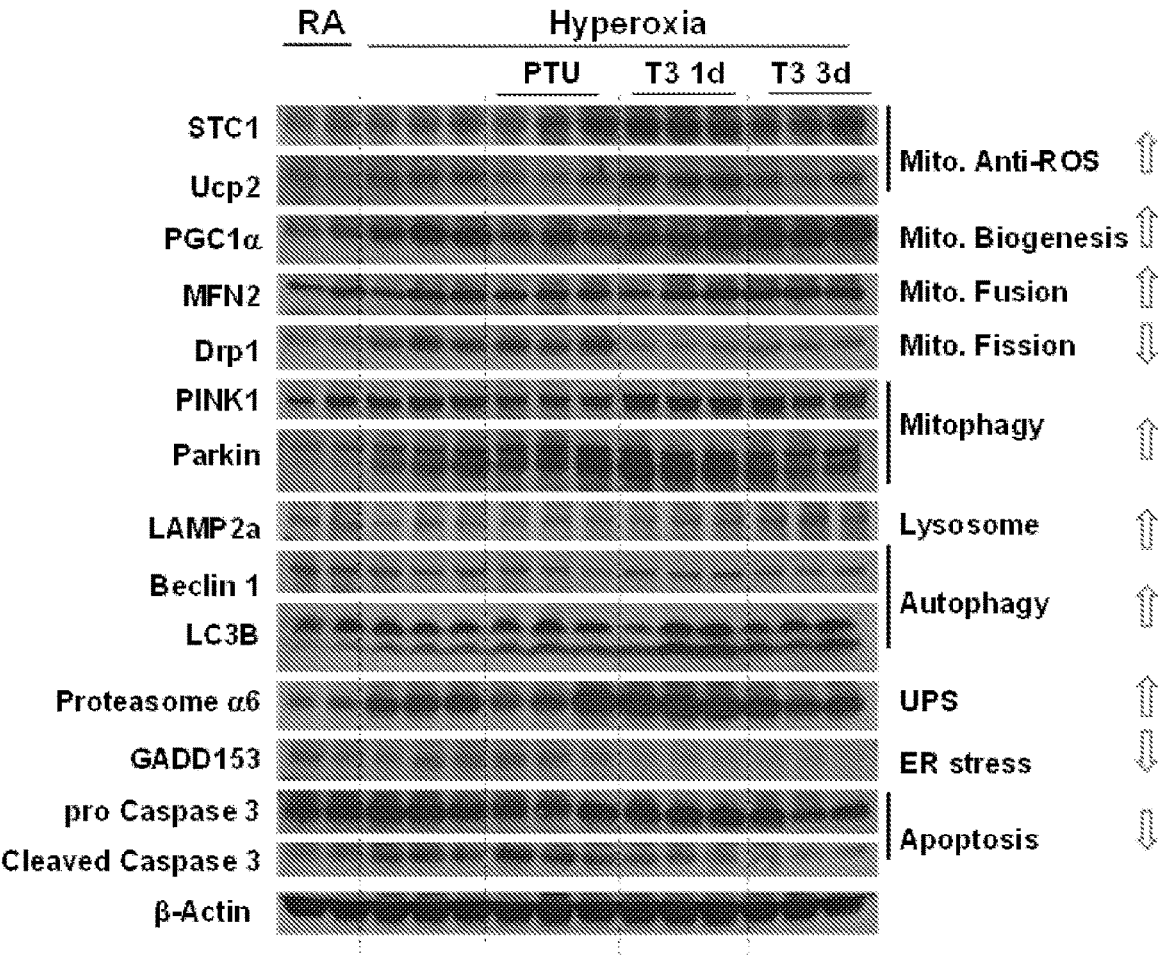 RA Hyperoxia
PTU T3 1d T3 3d
STC1
Ucp2
Mito. Anti-ROS
PGC1α
Mito. Biogenesis
MFN2
Mito. Fusion
Drp1
Mito. Fission
PINK1
Parkin
Mitophagy
LAMP2a
Lysosome
Beclin 1
LC3B
Autophagy
Proteasome α6
UPS
GADD153
ER stress
pro Caspase 3
Cleaved Caspase 3
Apoptosis
β-Actin